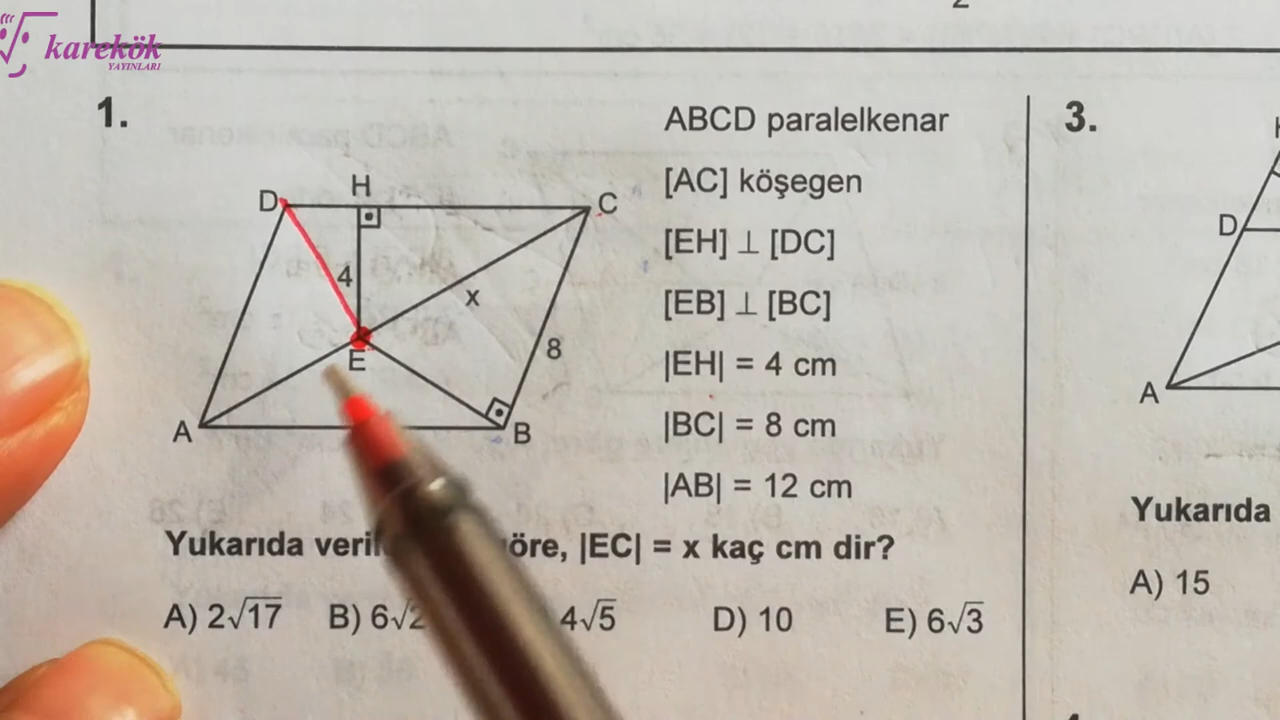 karekök
YAYINLARI
2
1.
ABCD paralelkenar
[AC] köşegen
[EH] ⊥ [DC]
[EB] ⊥ [BC]
|EH| = 4 cm
|BC| = 8 cm
|AB| = 12 cm
D H C
4 x
E 8
A B
Yukarıda göre, |EC| = x kaç cm dir?
A) 2√17 B) 6√2 4√5 D) 10 E) 6√3
3.
D
A
Yukarıda
A) 15